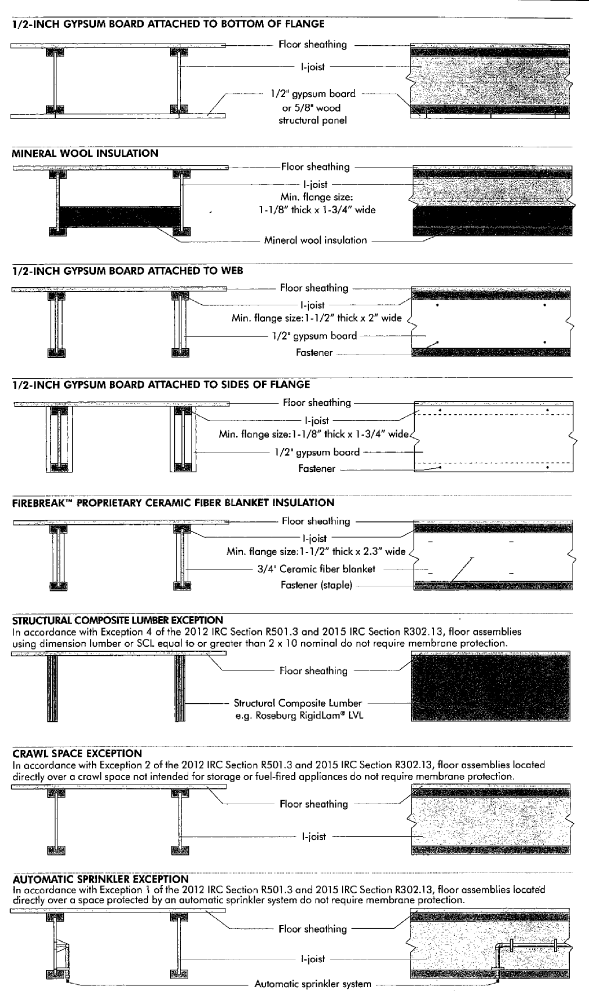 1/2-INCH GYPSUM BOARD ATTACHED TO BOTTOM OF FLANGE
Floor sheathing
I-joist
1/2" gypsum board
or 5/8" wood
structural panel
MINERAL WOOL INSULATION
Floor sheathing
I-joist
Min. flange size:
1-1/8" thick x 1-3/4" wide
Mineral wool insulation
1/2-INCH GYPSUM BOARD ATTACHED TO WEB
Floor sheathing
I-joist
Min. flange size:1-1/2" thick x 2" wide
1/2" gypsum board
Fastener
1/2-INCH GYPSUM BOARD ATTACHED TO SIDES OF FLANGE
Floor sheathing
I-joist
Min. flange size:1-1/8" thick x 1-3/4" wide
1/2" gypsum board
Fastener
FIREBREAK™ PROPRIETARY CERAMIC FIBER BLANKET INSULATION
Floor sheathing
I-joist
Min. flange size:1-1/2" thick x 2.3" wide
3/4" Ceramic fiber blanket
Fastener (staple)
STRUCTURAL COMPOSITE LUMBER EXCEPTION
In accordance with Exception 4 of the 2012 IRC Section R501.3 and 2015 IRC Section R302.13, floor assemblies
using dimension lumber or SCL equal to or greater than 2 x 10 nominal do not require membrane protection.
Floor sheathing
Structural Composite Lumber
e.g. Roseburg RigidLam® LVL
CRAWL SPACE EXCEPTION
In accordance with Exception 2 of the 2012 IRC Section R501.3 and 2015 IRC Section R302.13, floor assemblies located
directly over a crawl space not intended for storage or fuel-fired appliances do not require membrane protection.
Floor sheathing
I-joist
AUTOMATIC SPRINKLER EXCEPTION
In accordance with Exception 1 of the 2012 IRC Section R501.3 and 2015 IRC Section R302.13, floor assemblies located
directly over a space protected by an automatic sprinkler system do not require membrane protection.
Floor sheathing
I-joist
Automatic sprinkler system